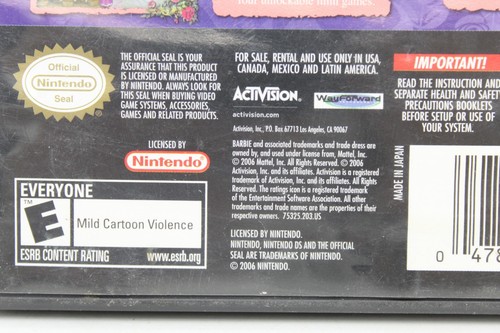 your unlockable mini games.
Official
Nintendo
Seal
THE OFFICIAL SEAL IS YOUR
ASSURANCE THAT THIS PRODUCT
IS LICENSED OR MANUFACTURED
BY NINTENDO. ALWAYS LOOK FOR
THIS SEAL WHEN BUYING VIDEO
GAME SYSTEMS, ACCESSORIES,
GAMES AND RELATED PRODUCTS.
LICENSED BY
Nintendo
EVERYONE
E
Mild Cartoon Violence
ESRB CONTENT RATING www.esrb.org
FOR SALE, RENTAL AND USE ONLY IN USA,
CANADA, MEXICO AND LATIN AMERICA.
ACTIVISION.
WayForward
activision.com
Activision, Inc., P.O. Box 67713 Los Angeles, CA 90067
BARBIE and associated trademarks and trade dress are
owned by, and used under license from, Mattel, Inc.
© 2006 Mattel, Inc. All Rights Reserved. © 2006
Activision, Inc. and its affiliates. Activision is a registered
trademark of Activision, Inc. and its affiliates. All rights
reserved. The ratings icon is a registered trademark
of the Entertainment Software Association. All other
trademarks and trade names are the properties of their
respective owners. 75325.203.US
LICENSED BY NINTENDO.
NINTENDO, NINTENDO DS AND THE OFFICIAL
SEAL ARE TRADEMARKS OF NINTENDO.
© 2006 NINTENDO.
IMPORTANT!
READ THE INSTRUCTION AND
SEPARATE HEALTH AND SAFETY
PRECAUTIONS BOOKLETS
BEFORE SETUP OR USE OF
YOUR SYSTEM.
MADE IN JAPAN
0 478